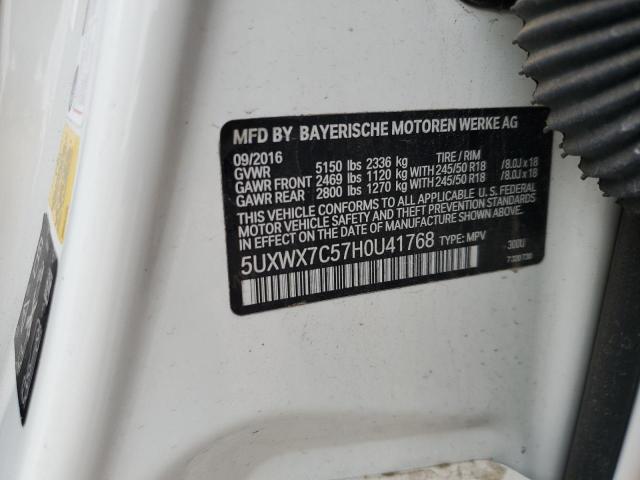 MFD BY BAYERISCHE MOTOREN WERKE AG
09/2016 TIRE / RIM
GVWR 5150 lbs 2336 kg
GAWR FRONT 2469 lbs 1120 kg WITH 245/50 R18 /8.0J x 18
GAWR REAR 2800 lbs 1270 kg WITH 245/50 R18 /8.0J x 18
THIS VEHICLE CONFORMS TO ALL APPLICABLE U.S. FEDERAL
MOTOR VEHICLE SAFETY, BUMPER AND THEFT PREVENTION
STANDARDS IN EFFECT ON THE DATE OF MANUFACTURE SHOWN
ABOVE.
5UXWX7C57H0U41768 TYPE: MPV 300U